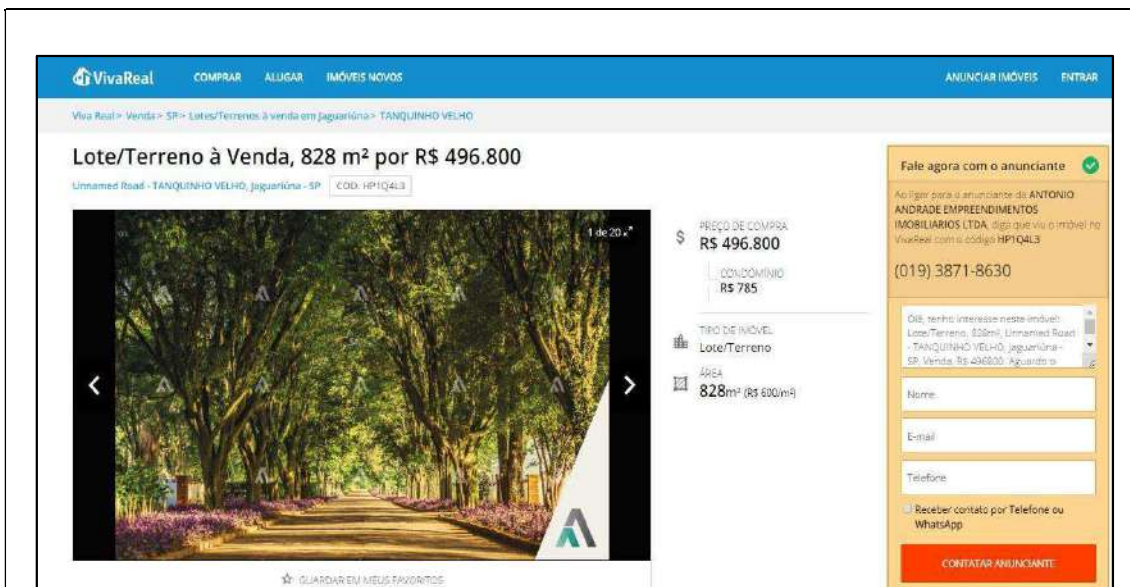 VivaReal COMPRAR ALUGAR IMÓVEIS NOVOS ANUNCIAR IMÓVEIS ENTRAR
Viva Real > Venda > SP > Lotes/Terrenos à venda em Jaguariúna > TANQUINHO VELHO
Lote/Terreno à Venda, 828 m² por R$ 496.800
Unnamed Road - TANQUINHO VELHO, Jaguariúna - SP COD. HP1Q4L3
1 de 20
PREÇO DE COMPRA
R$ 496.800
CONDOMÍNIO
R$ 785
TIPO DE IMÓVEL
Lote/Terreno
ÁREA
828m² (R$ 600/m²)
GUARDAR EM MEUS FAVORITOS
Fale agora com o anunciante
Ao ligar para o anunciante da ANTONIO
ANDRADE EMPREENDIMENTOS
IMOBILIARIOS LTDA, diga que viu o imóvel no
VivaReal com o código HP1Q4L3
(019) 3871-8630
Olá, tenho interesse neste imóvel:
Lote/Terreno, 828m², Unnamed Road
- TANQUINHO VELHO, Jaguariúna -
SP, Venda, R$ 496800. Aguardo o
Nome
E-mail
Telefone
Receber contato por Telefone ou
WhatsApp
CONTATAR ANUNCIANTE